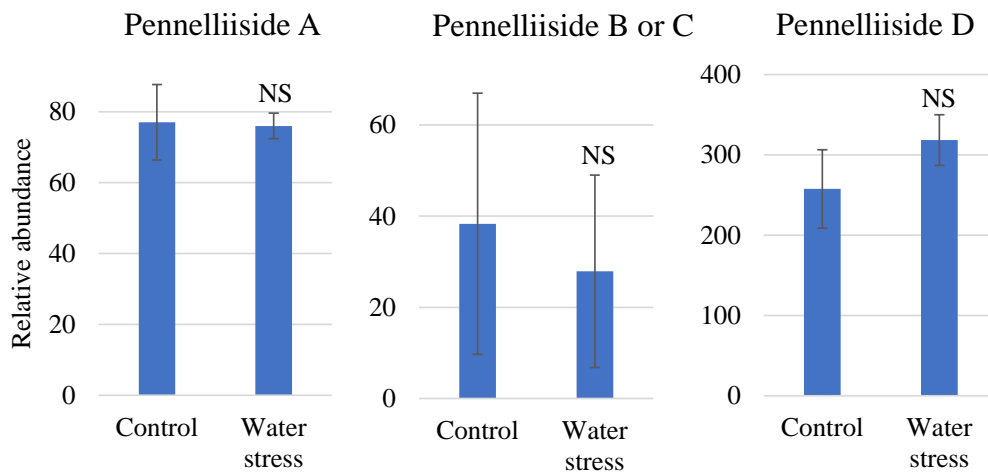 Pennelliiside A
Relative abundance
80
60
40
20
0
NS
Control
Water
stress
Pennelliiside B or C
60
40
20
0
NS
Control
Water
stress
Pennelliiside D
400
300
200
100
0
NS
Control
Water
stress